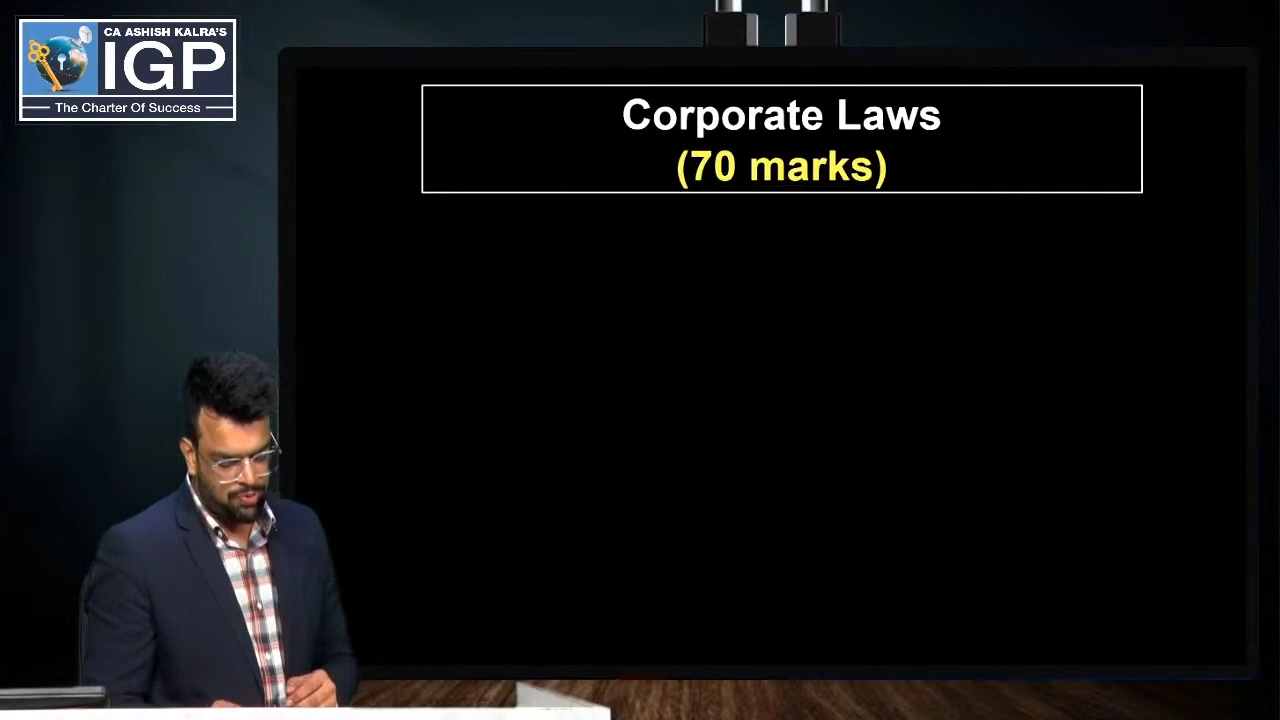 CA ASHISH KALRA'S
IGP
The Charter Of Success
Corporate Laws
(70 marks)